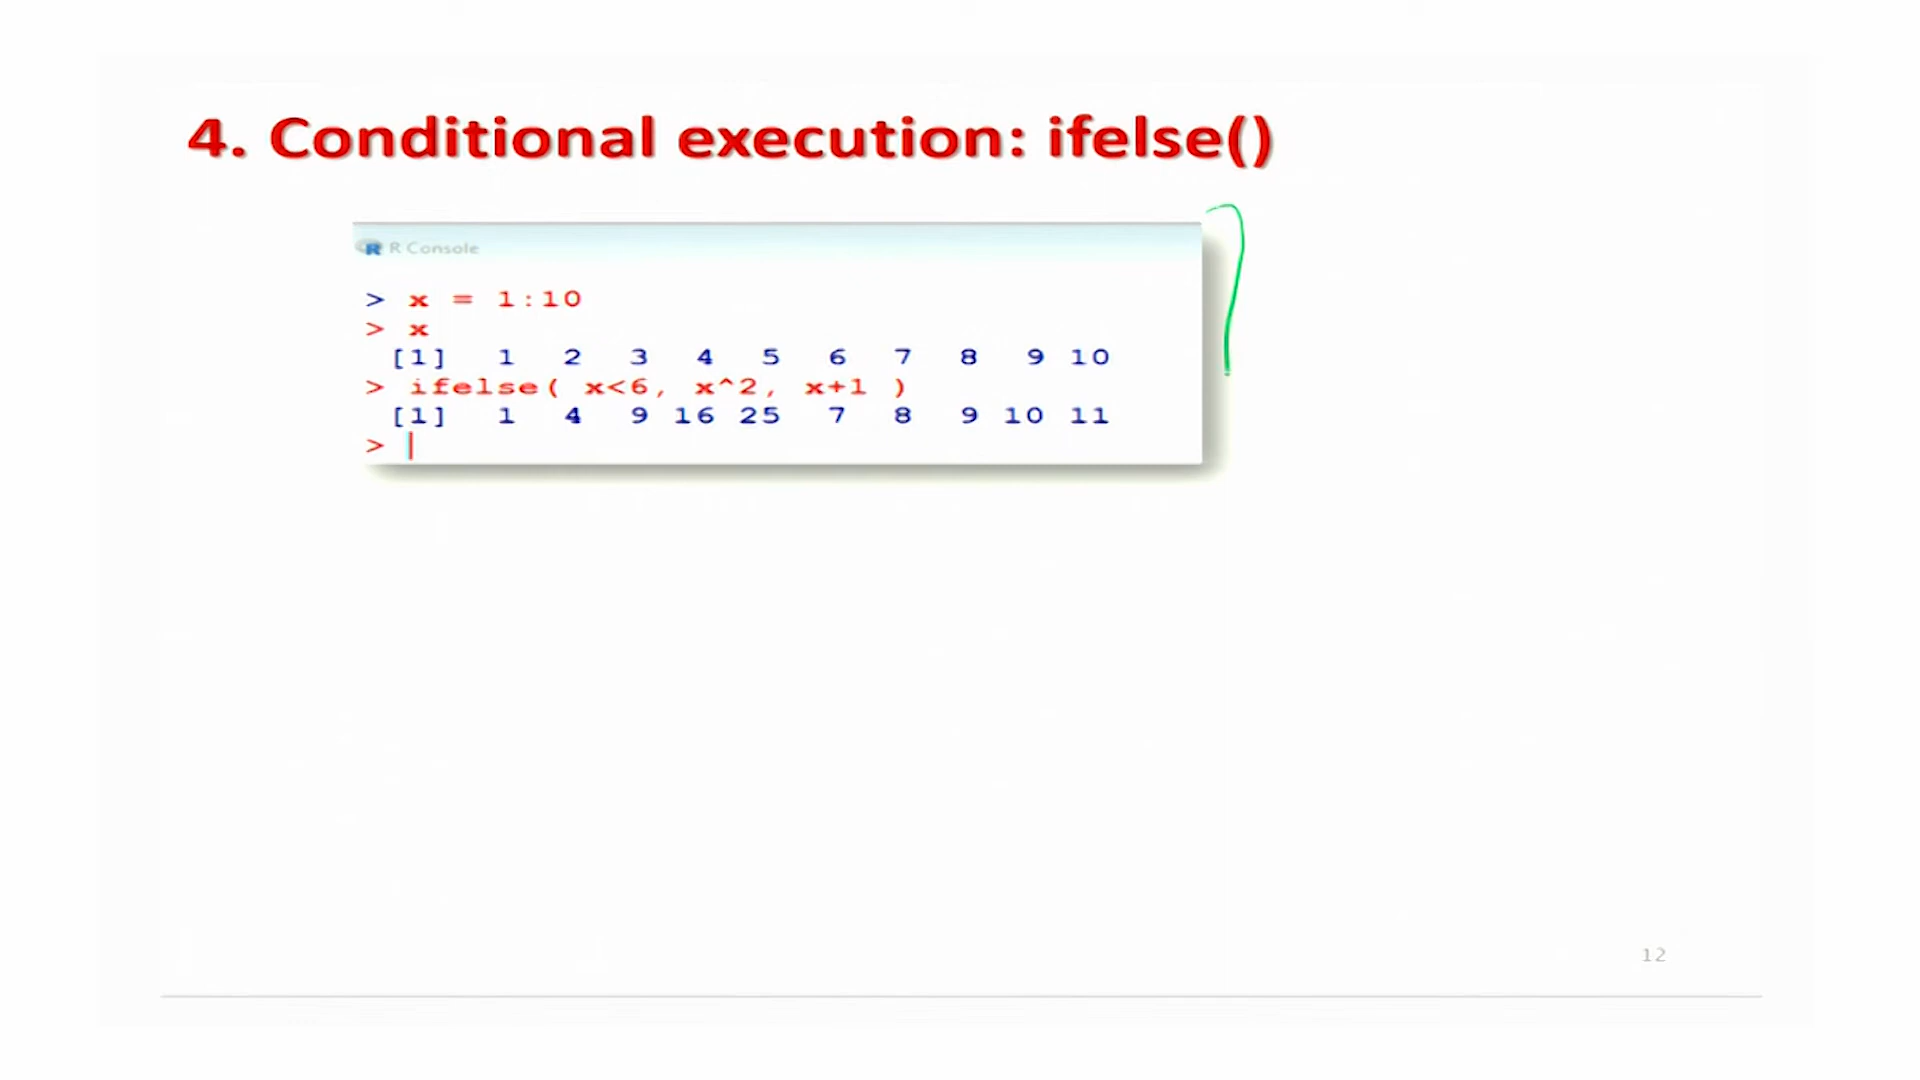 4. Conditional execution: ifelse()
R R Console
> x = 1:10
> x
[1] 1 2 3 4 5 6 7 8 9 10
> ifelse( x<6, x^2, x+1 )
[1] 1 4 9 16 25 7 8 9 10 11
>
12